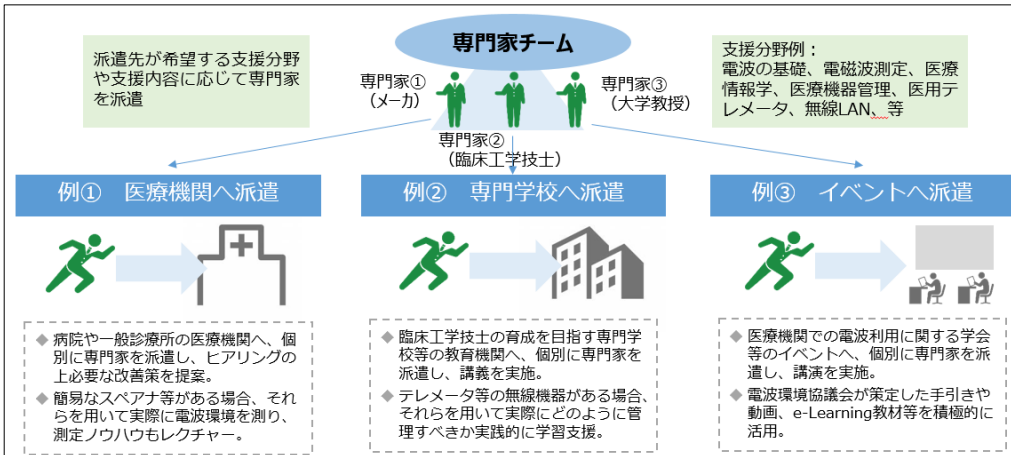 専門家チーム
派遣先が希望する支援分野
や支援内容に応じて専門家
を派遣
専門家①
（メーカ）
専門家②
（臨床工学技士）
専門家③
（大学教授）
支援分野例：
電波の基礎、電磁波測定、医療
情報学、医療機器管理、医用テ
レメータ、無線LAN、等
例①　医療機関へ派遣
◆ 病院や一般診療所の医療機関へ、個
別に専門家を派遣し、ヒアリングの
上必要な改善策を提案。
◆ 簡易なスペアナ等がある場合、それ
らを用いて実際に電波環境を測り、
測定ノウハウもレクチャー。
例②　専門学校へ派遣
◆ 臨床工学技士の育成を目指す専門学
校等の教育機関へ、個別に専門家を
派遣し、講義を実施。
◆ テレメータ等の無線機器がある場合、
それらを用いて実際にどのように管
理すべきか実践的に学習支援。
例③　イベントへ派遣
◆ 医療機関での電波利用に関する学会
等のイベントへ、個別に専門家を派
遣し、講演を実施。
◆ 電波環境協議会が策定した手引きや
動画、e-Learning教材等を積極的に
活用。